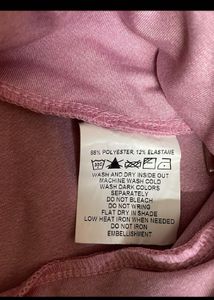 88% POLYESTER, 12% ELASTANE
WASH AND DRY INSIDE OUT
MACHINE WASH COLD
WASH DARK COLORS
SEPARATELY
DO NOT BLEACH
DO NOT WRING
FLAT DRY IN SHADE
LOW HEAT IRON WHEN NEEDED
DO NOT IRON
EMBELLISHMENT